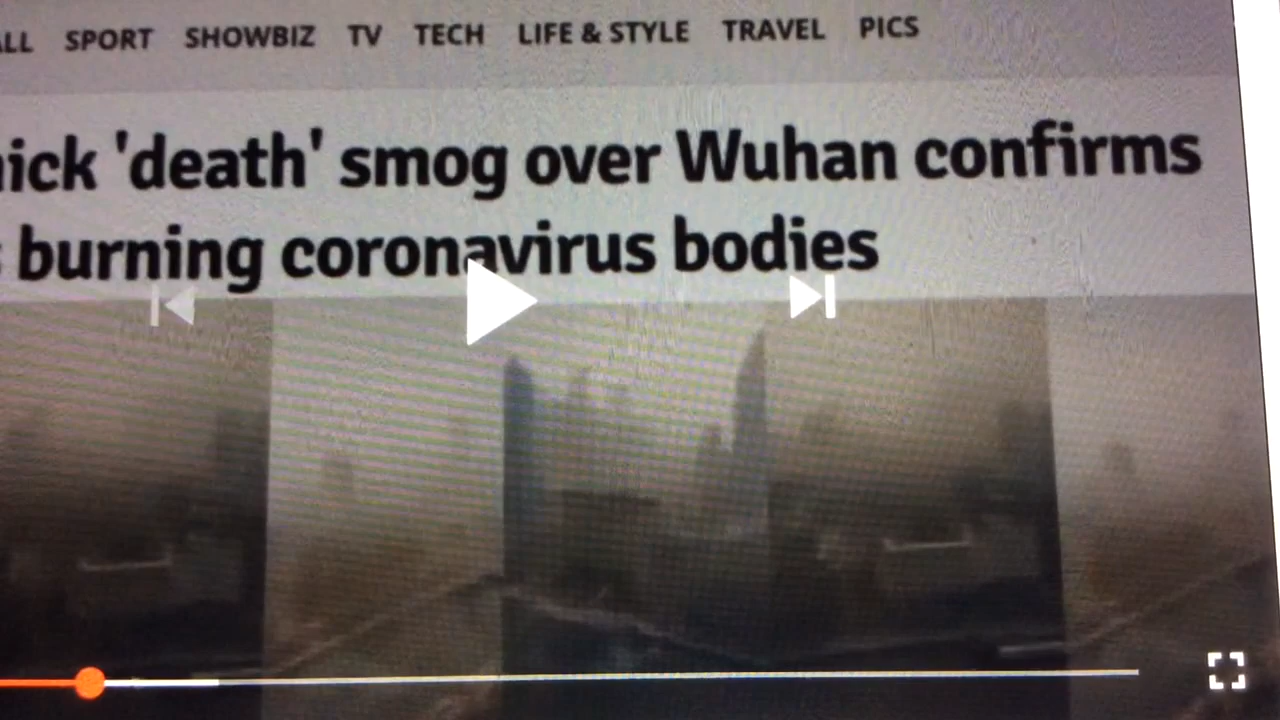 SPORT SHOWBIZ TV TECH LIFE & STYLE TRAVEL PICS
'death' smog over Wuhan confirms
burning coronavirus bodies